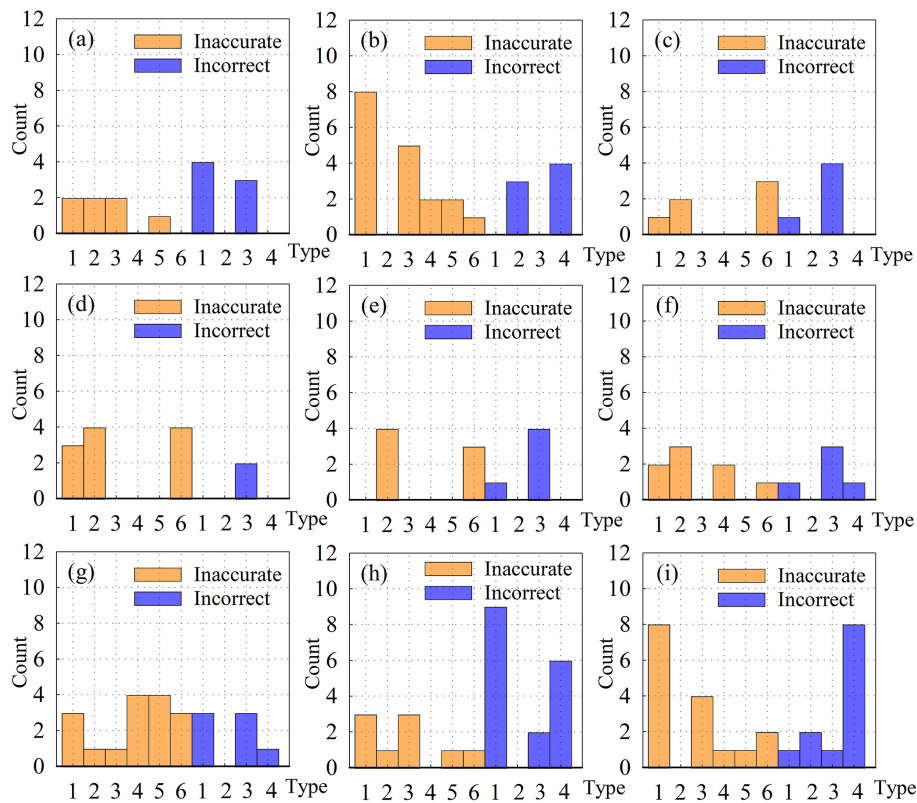 (a) Inaccurate
Incorrect
Count
12
10
8
6
4
2
0
1 2 3 4 5 6 1 2 3 4 Type
(b) Inaccurate
Incorrect
Count
12
10
8
6
4
2
0
1 2 3 4 5 6 1 2 3 4 Type
(c) Inaccurate
Incorrect
Count
12
10
8
6
4
2
0
1 2 3 4 5 6 1 2 3 4 Type
(d) Inaccurate
Incorrect
Count
12
10
8
6
4
2
0
1 2 3 4 5 6 1 2 3 4 Type
(e) Inaccurate
Incorrect
Count
12
10
8
6
4
2
0
1 2 3 4 5 6 1 2 3 4 Type
(f) Inaccurate
Incorrect
Count
12
10
8
6
4
2
0
1 2 3 4 5 6 1 2 3 4 Type
(g) Inaccurate
Incorrect
Count
12
10
8
6
4
2
0
1 2 3 4 5 6 1 2 3 4 Type
(h) Inaccurate
Incorrect
Count
12
10
8
6
4
2
0
1 2 3 4 5 6 1 2 3 4 Type
(i) Inaccurate
Incorrect
Count
12
10
8
6
4
2
0
1 2 3 4 5 6 1 2 3 4 Type